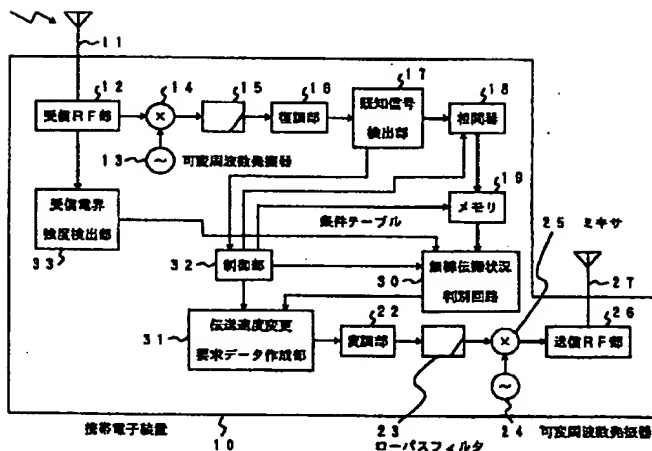 11
12
14
15
16
17
18
受信RF部
復調部
既知信号
検出部
相関器
13
可変周波数発振器
19
メモリ
受信電界
強度検出部
条件テーブル
25
ミキサ
33
32
制御部
30
無線伝搬状況
判別回路
27
31
伝送速度変更
要求データ作成部
22
変調部
26
送信RF部
携帯電子装置
10
23
ローパスフィルタ
24
可変周波数発振器